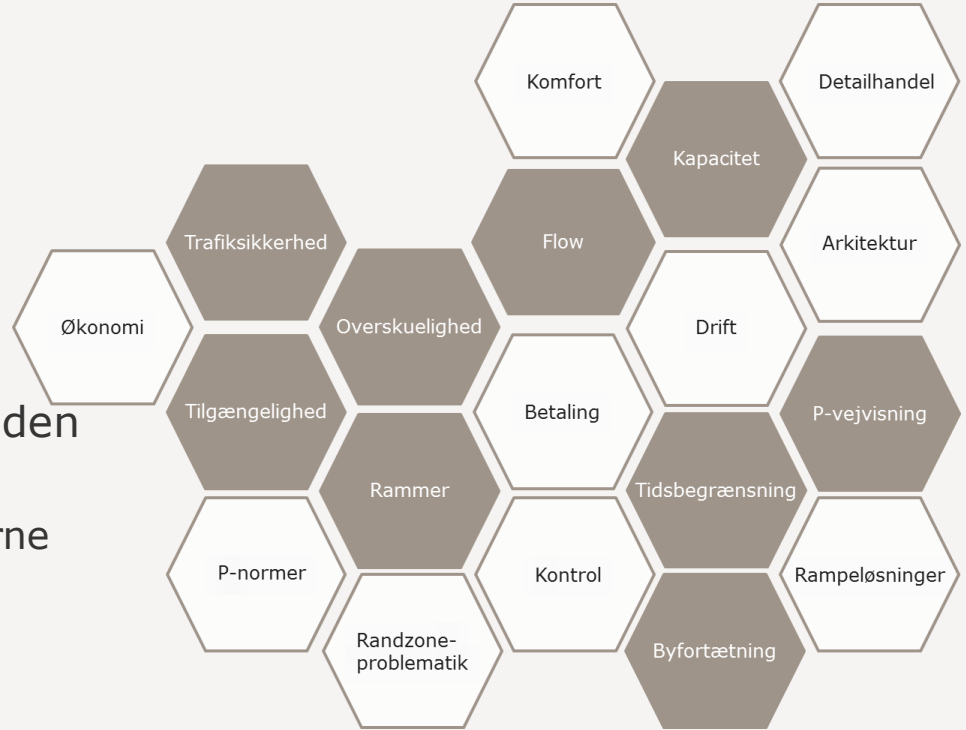 Komfort
Detailhandel
Kapacitet
Trafiksikkerhed
Flow
Arkitektur
Økonomi
Overskuelighed
Drift
Tilgængelighed
Betaling
P-vejvisning
den
Rammer
Tidsbegrænsning
rne
P-normer
Kontrol
Rampeløsninger
Randzone-
problematik
Byfortætning